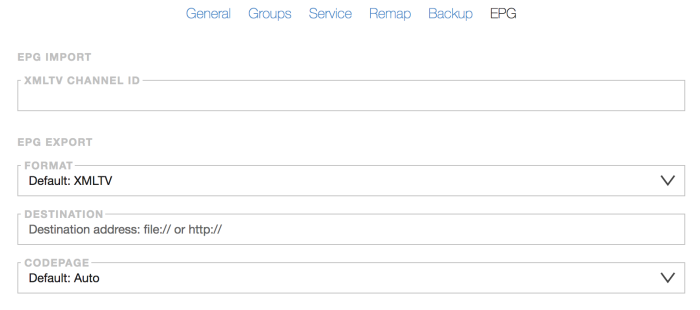 General Groups Service Remap Backup EPG
EPG IMPORT
XMLTV CHANNEL ID
EPG EXPORT
FORMAT
Default: XMLTV
DESTINATION
Destination address: file:// or http://
CODEPAGE
Default: Auto